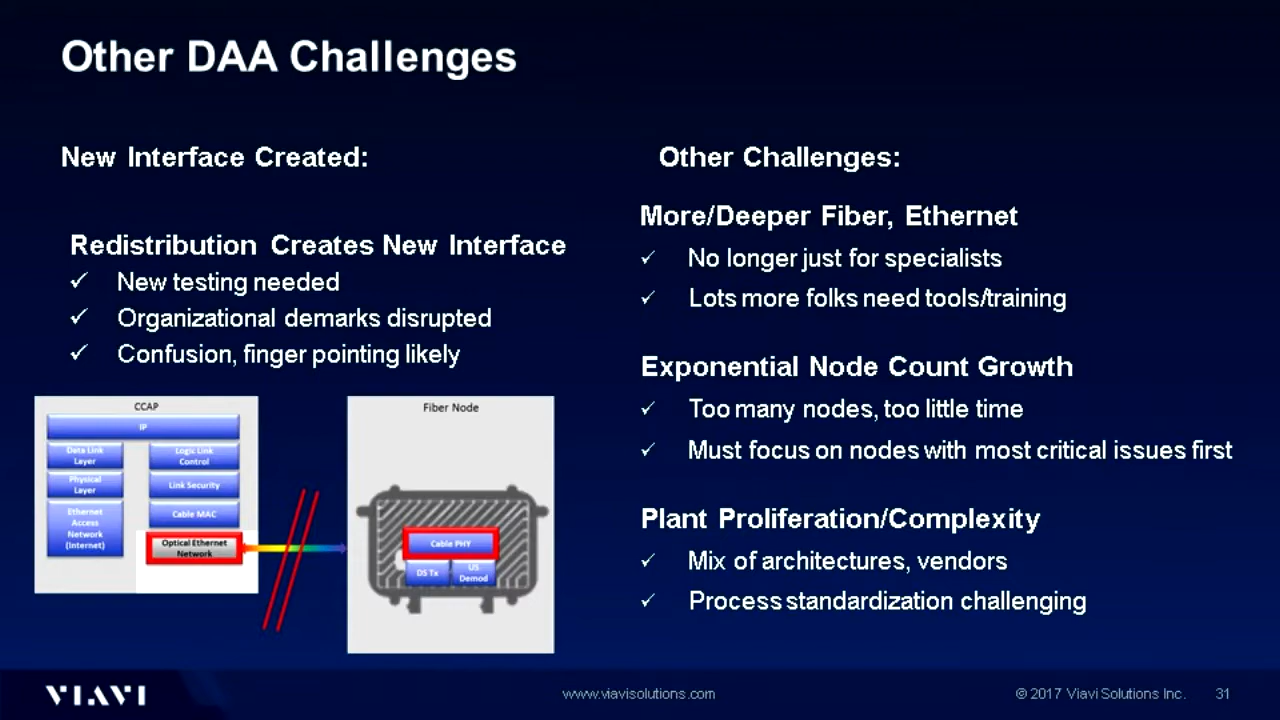 Other DAA Challenges
New Interface Created:
Redistribution Creates New Interface
✓ New testing needed
✓ Organizational demarks disrupted
✓ Confusion, finger pointing likely
CCAP
IP
Data Link
Layer
Logic Link
Control
Physical
Layer
Link Security
Ethernet
Access
Network
(Internet)
Cable MAC
Optical Ethernet
Network
Fiber Node
Cable PHY
DS Tx
US
Demod
Other Challenges:
More/Deeper Fiber, Ethernet
✓ No longer just for specialists
✓ Lots more folks need tools/training
Exponential Node Count Growth
✓ Too many nodes, too little time
✓ Must focus on nodes with most critical issues first
Plant Proliferation/Complexity
✓ Mix of architectures, vendors
✓ Process standardization challenging
VIAVI
www.viavisolutions.com
© 2017 Viavi Solutions Inc.
31